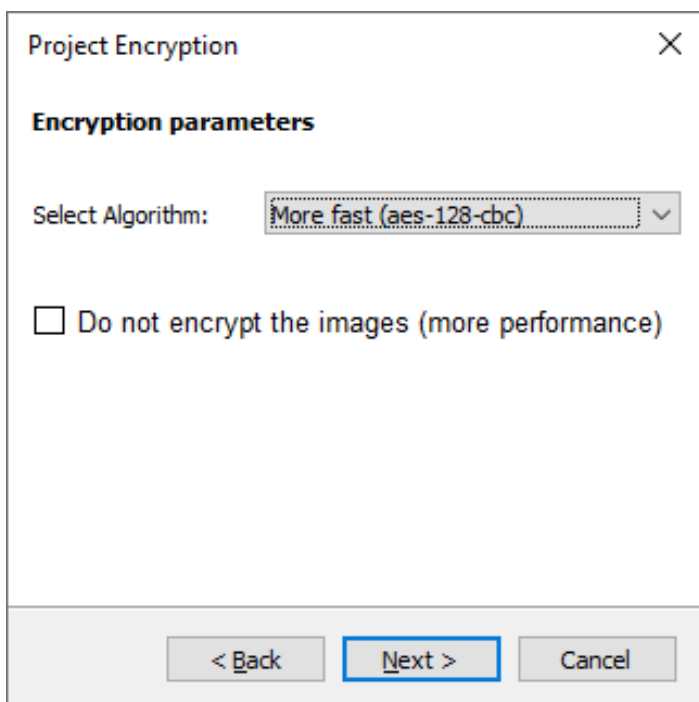 Project Encryption
Encryption parameters
Select Algorithm: More fast (aes-128-cbc)
Do not encrypt the images (more performance)
< Back Next > Cancel